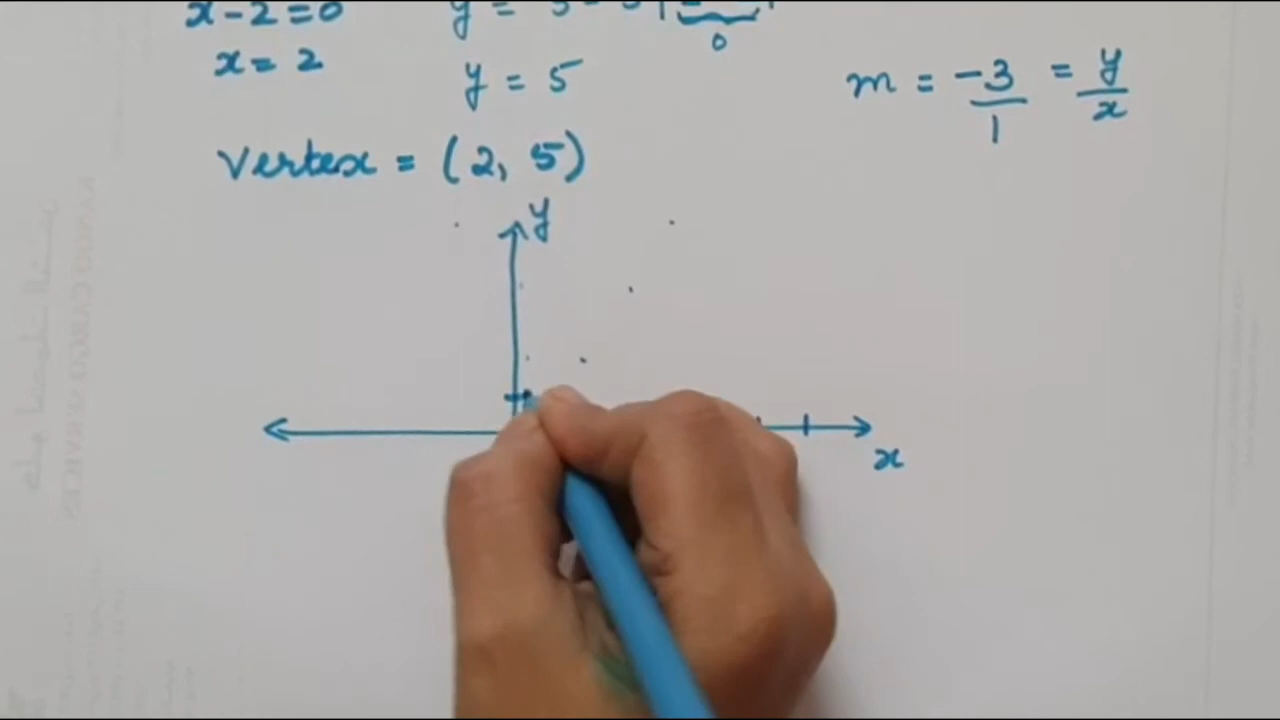 x-2=0
x=2
y = 5
m = -3/1 = y/x
Vertex = (2, 5)
y
x